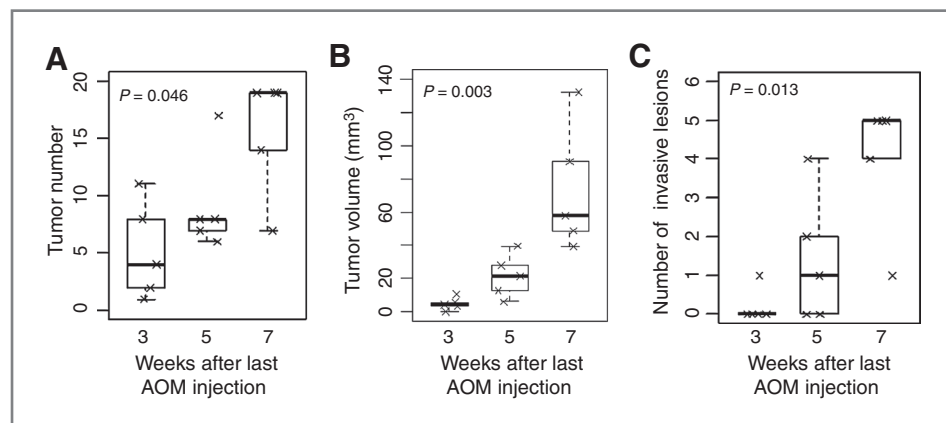 A
Tumor number
20
15
10
5
0
P = 0.046
3 5 7
Weeks after last
AOM injection
B
Tumor volume (mm³)
140
100
60
20
0
P = 0.003
3 5 7
Weeks after last
AOM injection
C
Number of invasive lesions
6
5
4
3
2
1
0
P = 0.013
3 5 7
Weeks after last
AOM injection